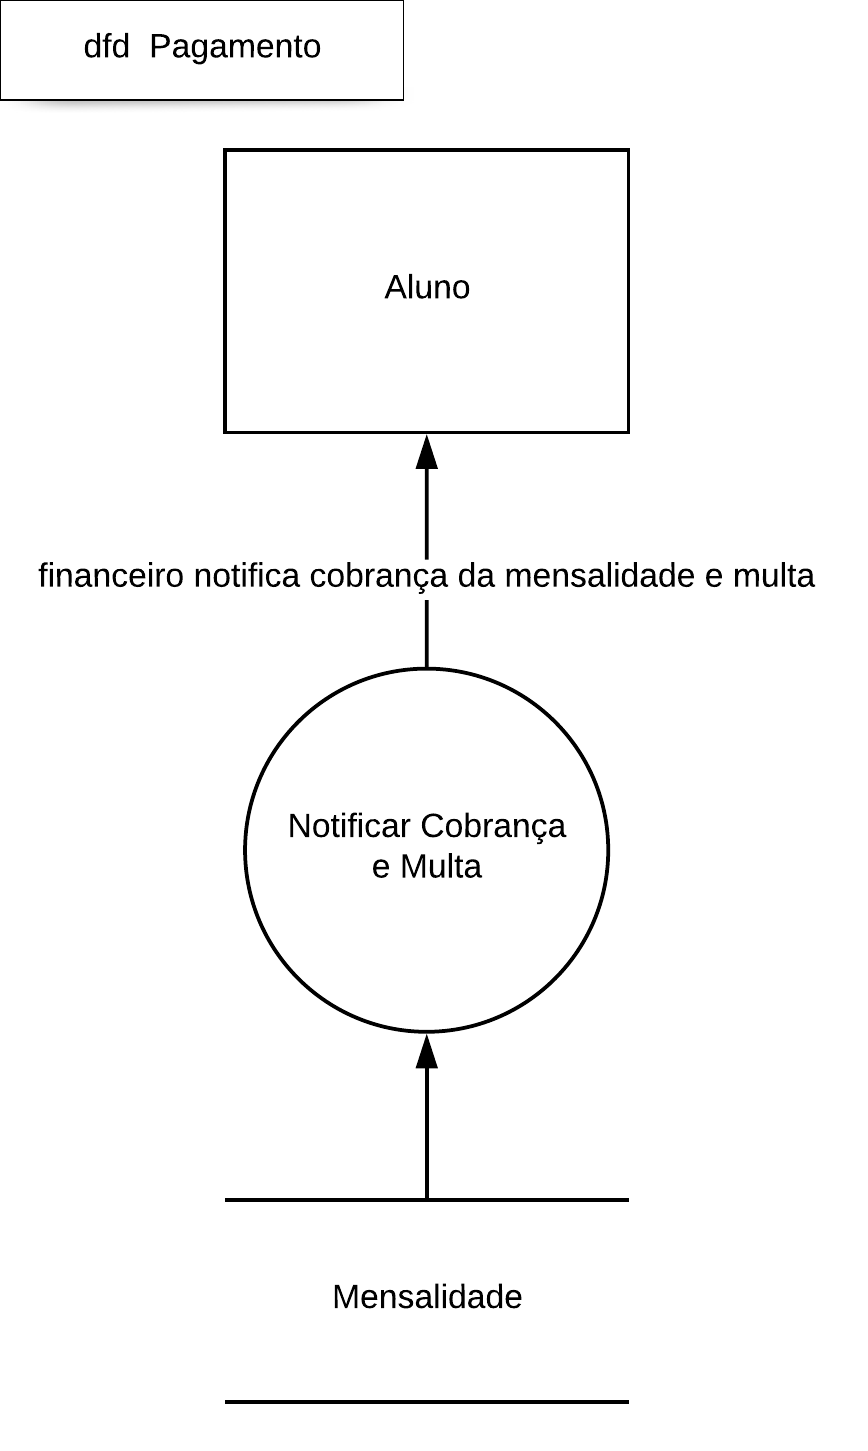 dfd  Pagamento
Aluno
financeiro notifica cobrança da mensalidade e multa
Notificar Cobrança
e Multa
Mensalidade